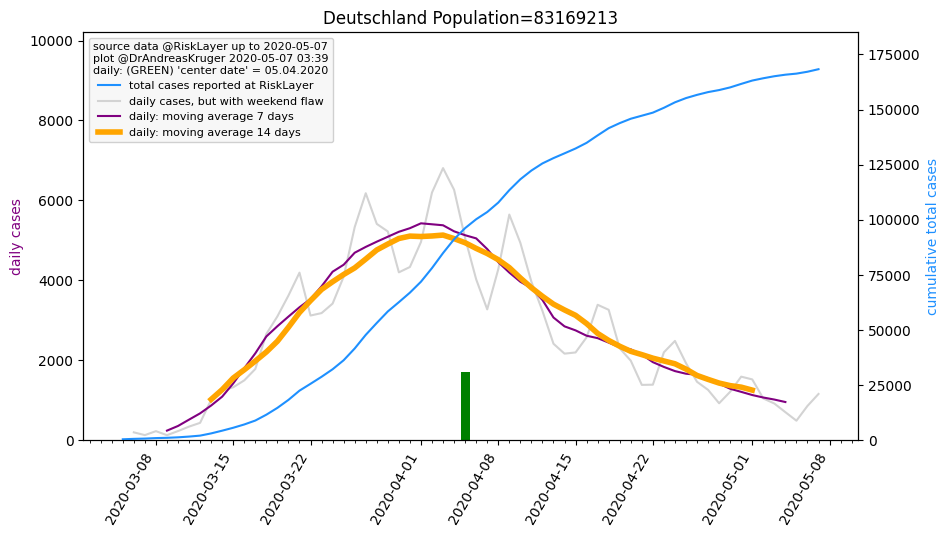 Deutschland Population=83169213
source data @RiskLayer up to 2020-05-07
plot @DrAndreasKruger 2020-05-07 03:39
daily: (GREEN) 'center date' = 05.04.2020
total cases reported at RiskLayer
daily cases, but with weekend flaw
daily: moving average 7 days
daily: moving average 14 days
daily cases
10000
8000
6000
4000
2000
0
cumulative total cases
175000
150000
125000
100000
75000
50000
25000
0
2020-03-08
2020-03-15
2020-03-22
2020-04-01
2020-04-08
2020-04-15
2020-04-22
2020-05-01
2020-05-08